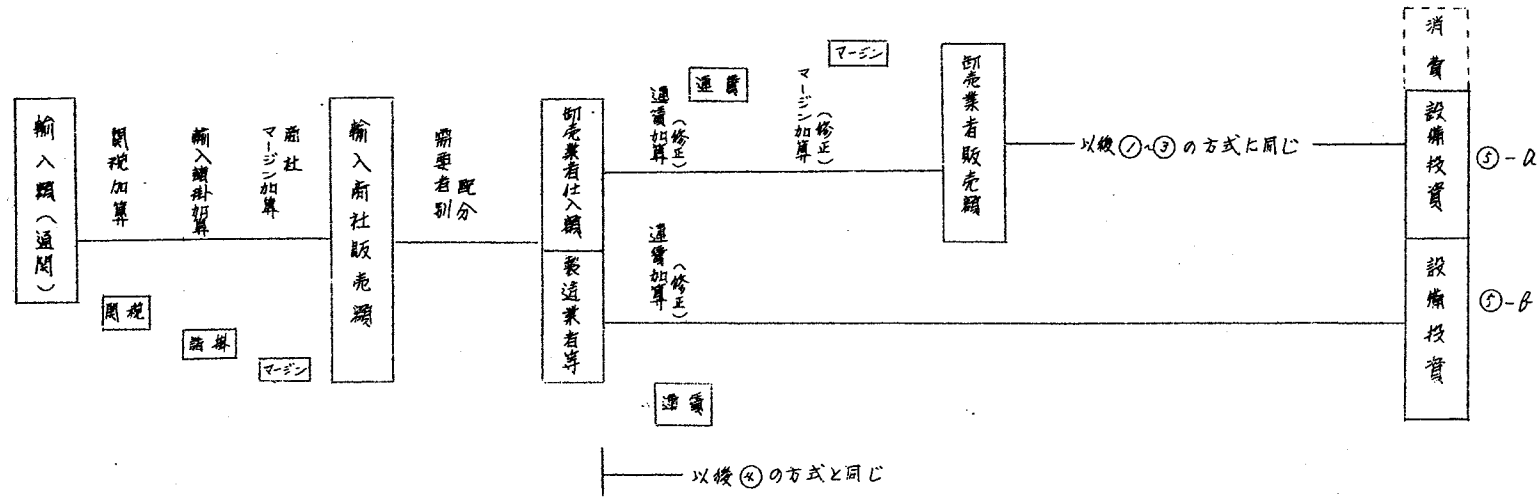 輸入額(通関)
関税加算
輸入諸掛加算
商社
マージン加算
関税
諸掛
マージン
輸入商社販売額
需要者別
配分
卸売業者仕入額
製造業者等
運賃加算
(修正)
運賃
マージン加算
(修正)
マージン
卸売業者販売額
以後①~③の方式に同じ
消費
設備投資
⑤-a
運賃加算
(修正)
運賃
設備投資
⑤-b
以後④の方式と同じ